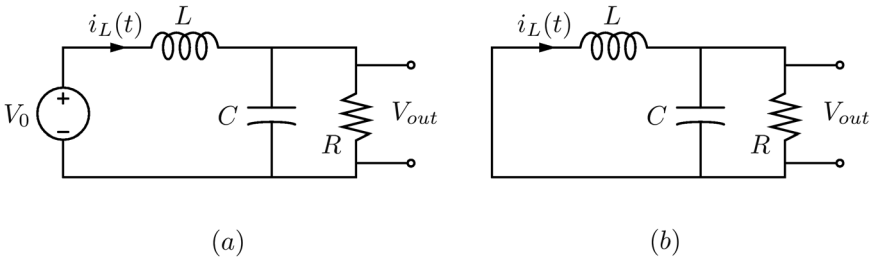 i_L(t) L i_L(t) L
V_0 + − C R V_out C R V_out
(a) (b)